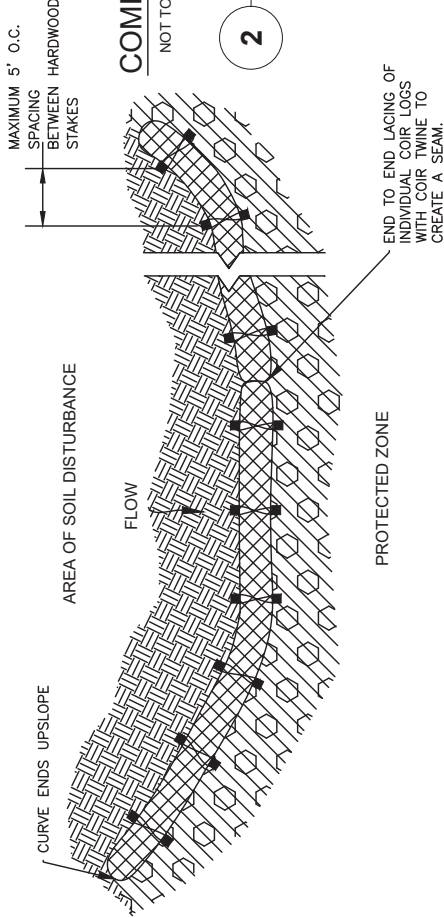 CURVE ENDS UPSLOPE
AREA OF SOIL DISTURBANCE
FLOW
MAXIMUM 5' O.C.
SPACING
BETWEEN HARDWOOD
STAKES
PROTECTED ZONE
END TO END LACING OF
INDIVIDUAL COIR LOGS
WITH COIR TWINE TO
CREATE A SEAM.
2
NOT TO